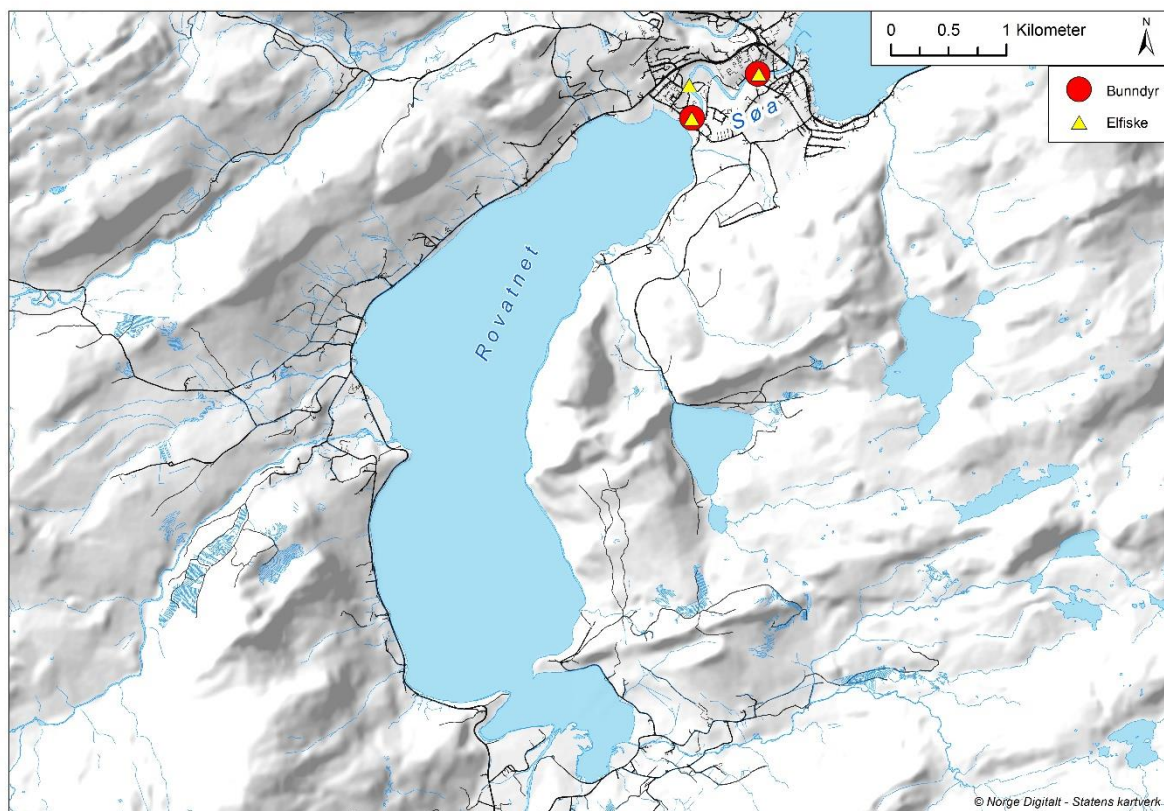 0 0.5 1 Kilometer
N
Bunndyr
Elfiske
Søa
Rovatnet
© Norge Digitalt - Statens kartverk